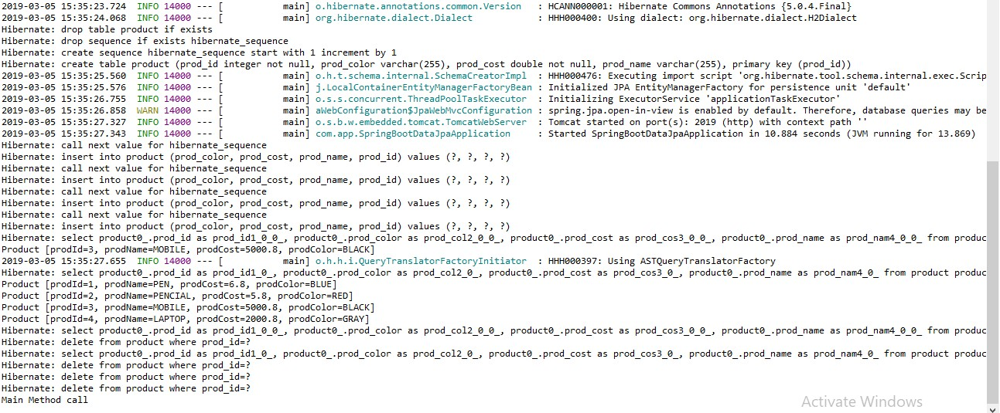 2019-03-05 15:35:23.724  INFO 14000 --- [           main] o.hibernate.annotations.common.Version   : HCANN000001: Hibernate Commons Annotations {5.0.4.Final}
2019-03-05 15:35:24.068  INFO 14000 --- [           main] org.hibernate.dialect.Dialect            : HHH000400: Using dialect: org.hibernate.dialect.H2Dialect
Hibernate: drop table product if exists
Hibernate: drop sequence if exists hibernate_sequence
Hibernate: create sequence hibernate_sequence start with 1 increment by 1
Hibernate: create table product (prod_id integer not null, prod_color varchar(255), prod_cost double not null, prod_name varchar(255), primary key (prod_id))
2019-03-05 15:35:25.560  INFO 14000 --- [           main] o.h.t.schema.internal.SchemaCreatorImpl  : HHH000476: Executing import script 'org.hibernate.tool.schema.internal.exec.Scrip
2019-03-05 15:35:25.576  INFO 14000 --- [           main] j.LocalContainerEntityManagerFactoryBean : Initialized JPA EntityManagerFactory for persistence unit 'default'
2019-03-05 15:35:26.755  INFO 14000 --- [           main] o.s.s.concurrent.ThreadPoolTaskExecutor  : Initializing ExecutorService 'applicationTaskExecutor'
2019-03-05 15:35:26.858  WARN 14000 --- [           main] aWebConfiguration$JpaWebMvcConfiguration : spring.jpa.open-in-view is enabled by default. Therefore, database queries may be
2019-03-05 15:35:27.327  INFO 14000 --- [           main] o.s.b.w.embedded.tomcat.TomcatWebServer  : Tomcat started on port(s): 2019 (http) with context path ''
2019-03-05 15:35:27.343  INFO 14000 --- [           main] com.app.SpringBootDataJpaApplication     : Started SpringBootDataJpaApplication in 10.884 seconds (JVM running for 13.869)
Hibernate: call next value for hibernate_sequence
Hibernate: insert into product (prod_color, prod_cost, prod_name, prod_id) values (?, ?, ?, ?)
Hibernate: call next value for hibernate_sequence
Hibernate: insert into product (prod_color, prod_cost, prod_name, prod_id) values (?, ?, ?, ?)
Hibernate: call next value for hibernate_sequence
Hibernate: insert into product (prod_color, prod_cost, prod_name, prod_id) values (?, ?, ?, ?)
Hibernate: call next value for hibernate_sequence
Hibernate: insert into product (prod_color, prod_cost, prod_name, prod_id) values (?, ?, ?, ?)
Hibernate: select product0_.prod_id as prod_id1_0_0_, product0_.prod_color as prod_col2_0_0_, product0_.prod_cost as prod_cos3_0_0_, product0_.prod_name as prod_nam4_0_0_ from produc
Product [prodId=3, prodName=MOBILE, prodCost=5000.8, prodColor=BLACK]
2019-03-05 15:35:27.655  INFO 14000 --- [           main] o.h.h.i.QueryTranslatorFactoryInitiator  : HHH000397: Using ASTQueryTranslatorFactory
Hibernate: select product0_.prod_id as prod_id1_0_, product0_.prod_color as prod_col2_0_, product0_.prod_cost as prod_cos3_0_, product0_.prod_name as prod_nam4_0_ from product produc
Product [prodId=1, prodName=PEN, prodCost=6.8, prodColor=BLUE]
Product [prodId=2, prodName=PENCIAL, prodCost=5.8, prodColor=RED]
Product [prodId=3, prodName=MOBILE, prodCost=5000.8, prodColor=BLACK]
Product [prodId=4, prodName=LAPTOP, prodCost=2000.8, prodColor=GRAY]
Hibernate: select product0_.prod_id as prod_id1_0_0_, product0_.prod_color as prod_col2_0_0_, product0_.prod_cost as prod_cos3_0_0_, product0_.prod_name as prod_nam4_0_0_ from produc
Hibernate: delete from product where prod_id=?
Hibernate: select product0_.prod_id as prod_id1_0_, product0_.prod_color as prod_col2_0_, product0_.prod_cost as prod_cos3_0_, product0_.prod_name as prod_nam4_0_ from product produc
Hibernate: delete from product where prod_id=?
Hibernate: delete from product where prod_id=?
Hibernate: delete from product where prod_id=?
Main Method call
Activate Windows